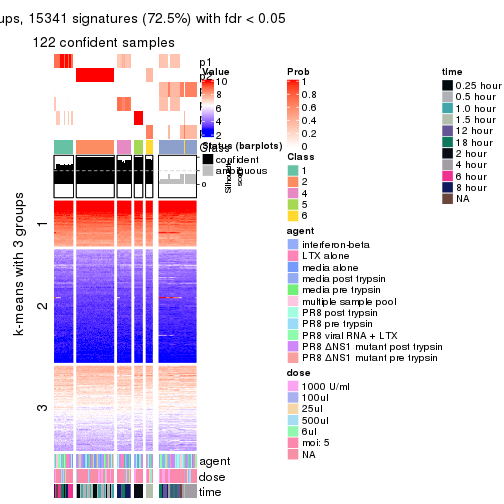 ups, 15341 signatures (72.5%) with fdr < 0.05
122 confident samples
p1
Value
10
8
6
4
2
Status (barplots)
confident
ambiguous
0
k-means with 3 groups
1
2
3
agent
dose
time
Prob
1
0.8
0.6
0.4
0.2
0
Class
1
2
4
5
6
agent
interferon-beta
LTX alone
media alone
media post trypsin
media pre trypsin
multiple sample pool
PR8 post trypsin
PR8 pre trypsin
PR8 viral RNA + LTX
PR8 ΔNS1 mutant post trypsin
PR8 ΔNS1 mutant pre trypsin
dose
1000 U/ml
100ul
25ul
500ul
6ul
moi: 5
NA
time
0.25 hour
0.5 hour
1.0 hour
1.5 hour
12 hour
18 hour
2 hour
4 hour
6 hour
8 hour
NA